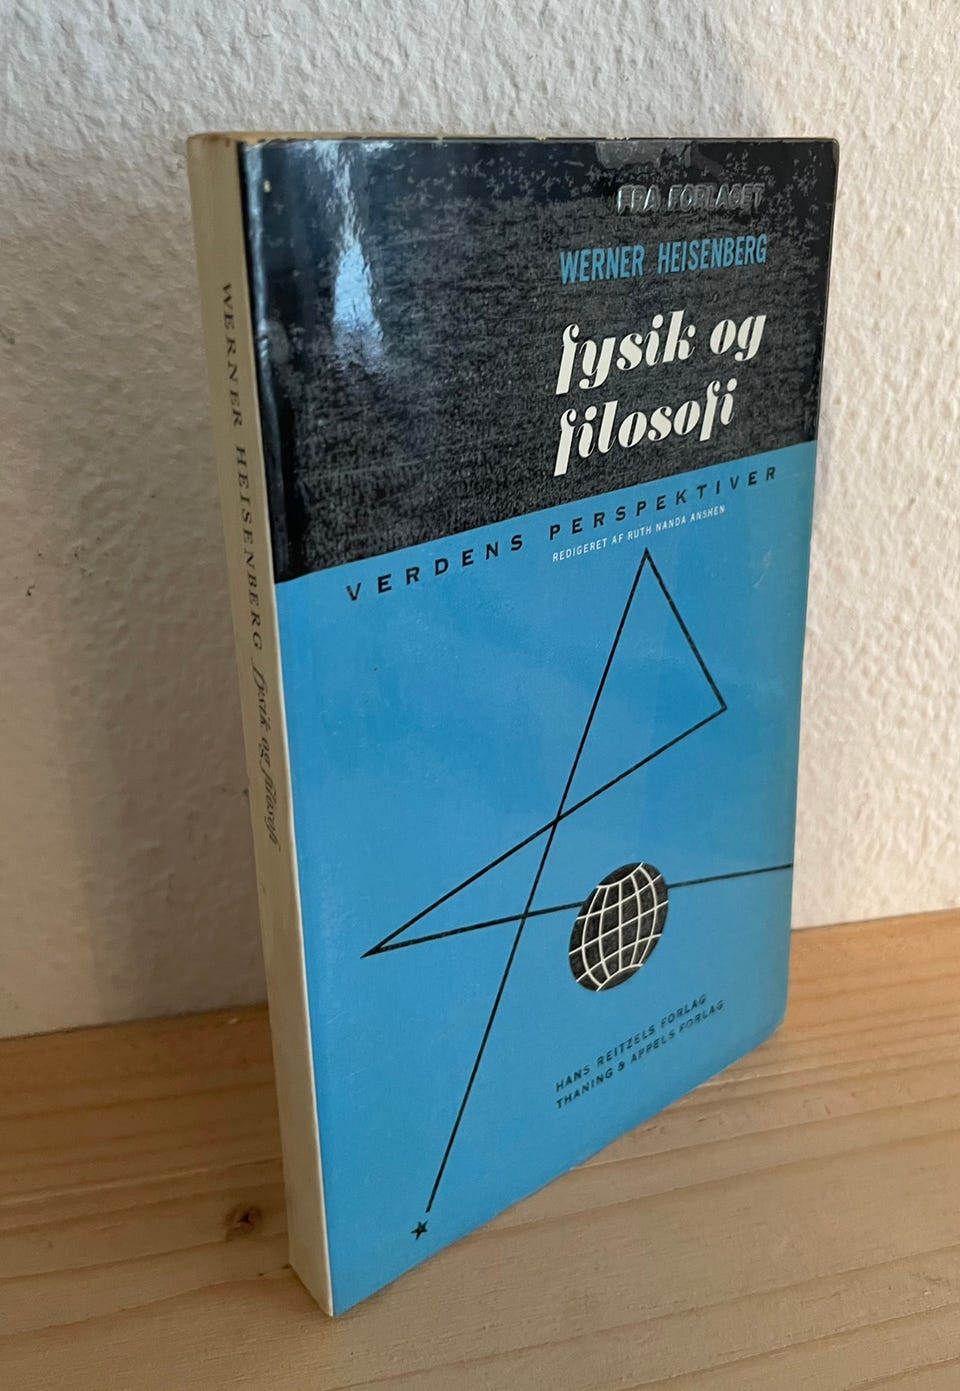 FRA FORLAGET
WERNER HEISENBERG
fysik og
filosofi
VERDENS PERSPEKTIVER
REDIGERET AF RUTH NANDA ANSHEN
HANS REITZELS FORLAG
THANING & APPELS FORLAG
WERNER HEISENBERG fysik og filosofi